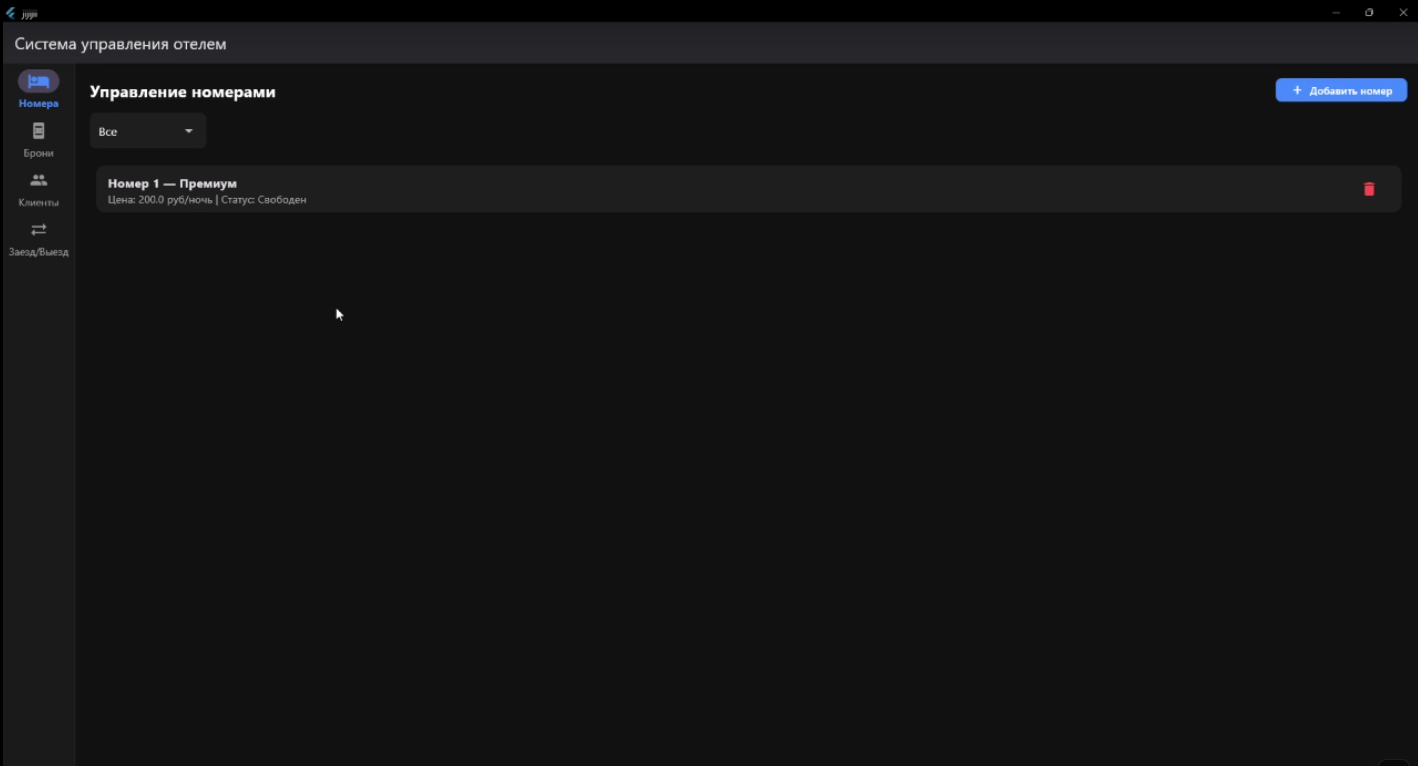 jijijii
Система управления отелем
Номера
Брони
Клиенты
Заезд/Выезд
Управление номерами
+ Добавить номер
Все
Номер 1 — Премиум
Цена: 200.0 руб/ночь | Статус: Свободен